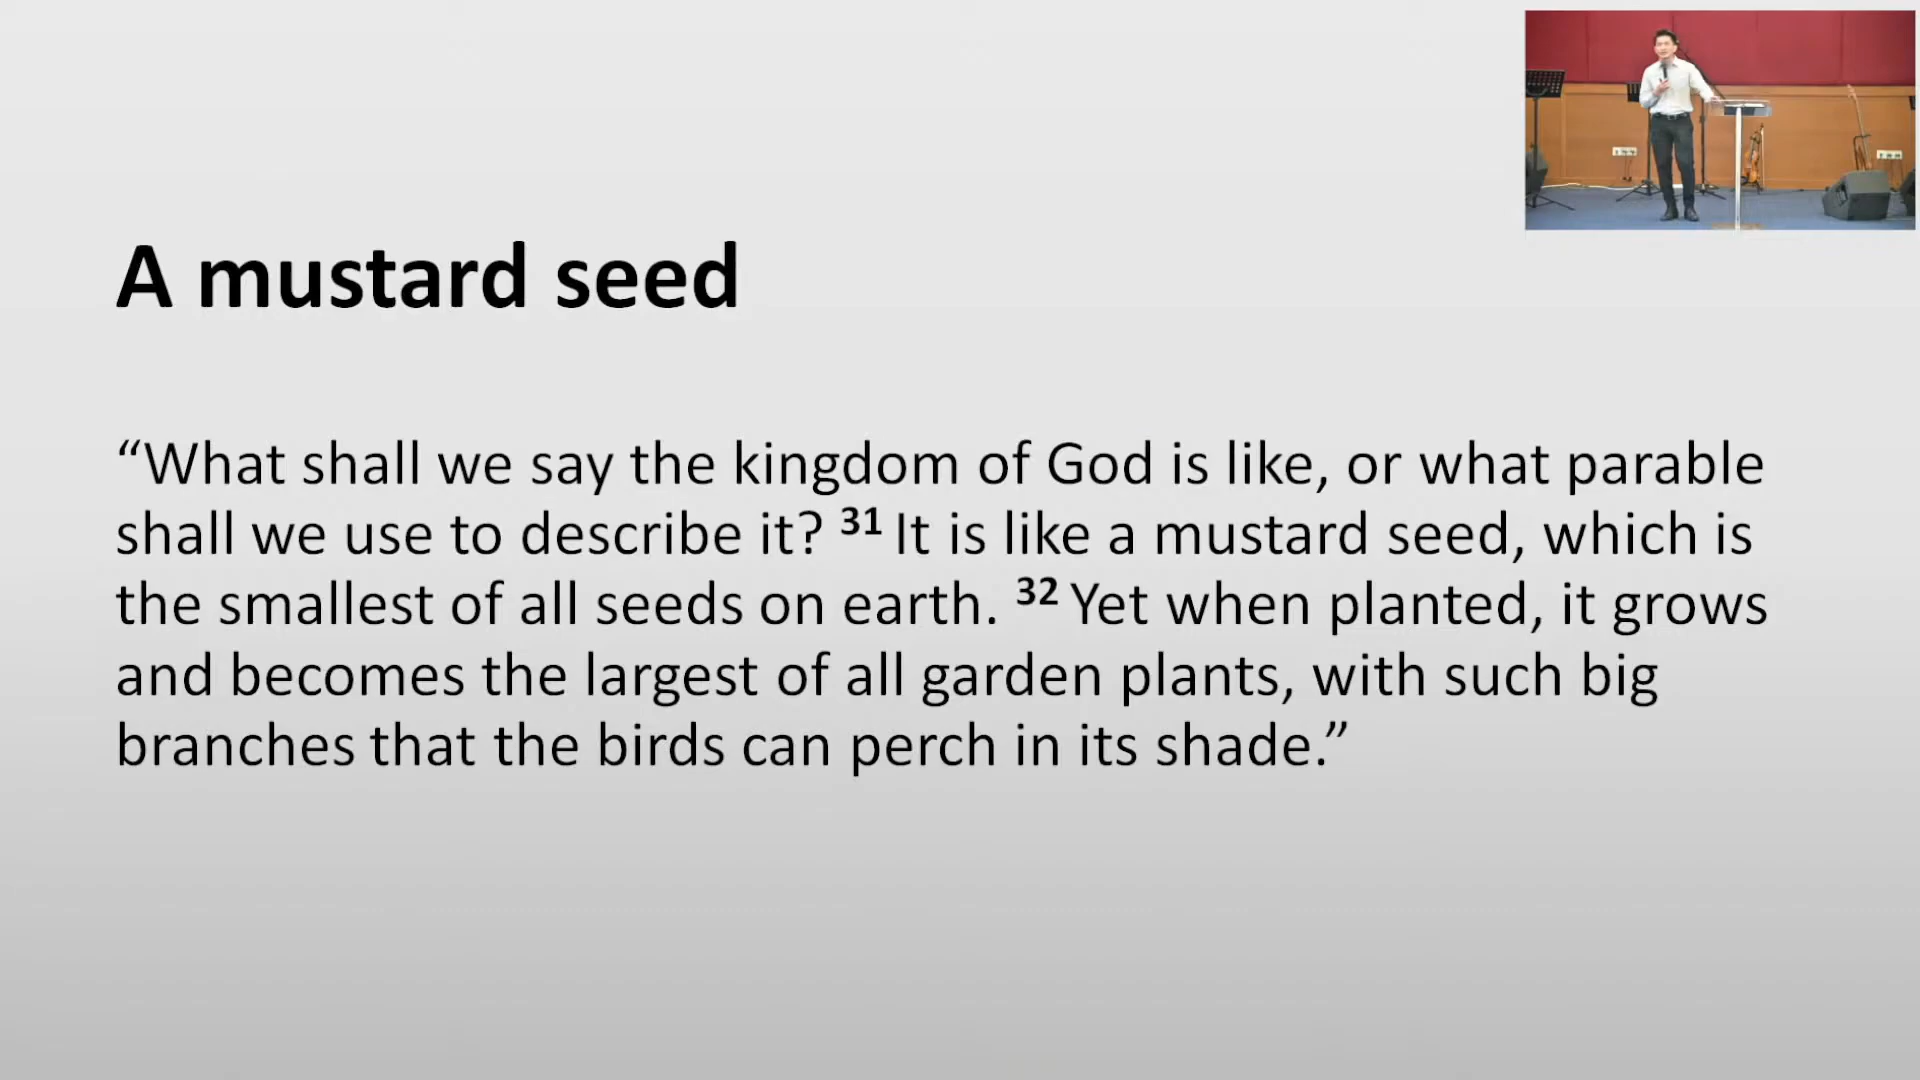 A mustard seed
“What shall we say the kingdom of God is like, or what parable
shall we use to describe it? 31 It is like a mustard seed, which is
the smallest of all seeds on earth. 32 Yet when planted, it grows
and becomes the largest of all garden plants, with such big
branches that the birds can perch in its shade.”